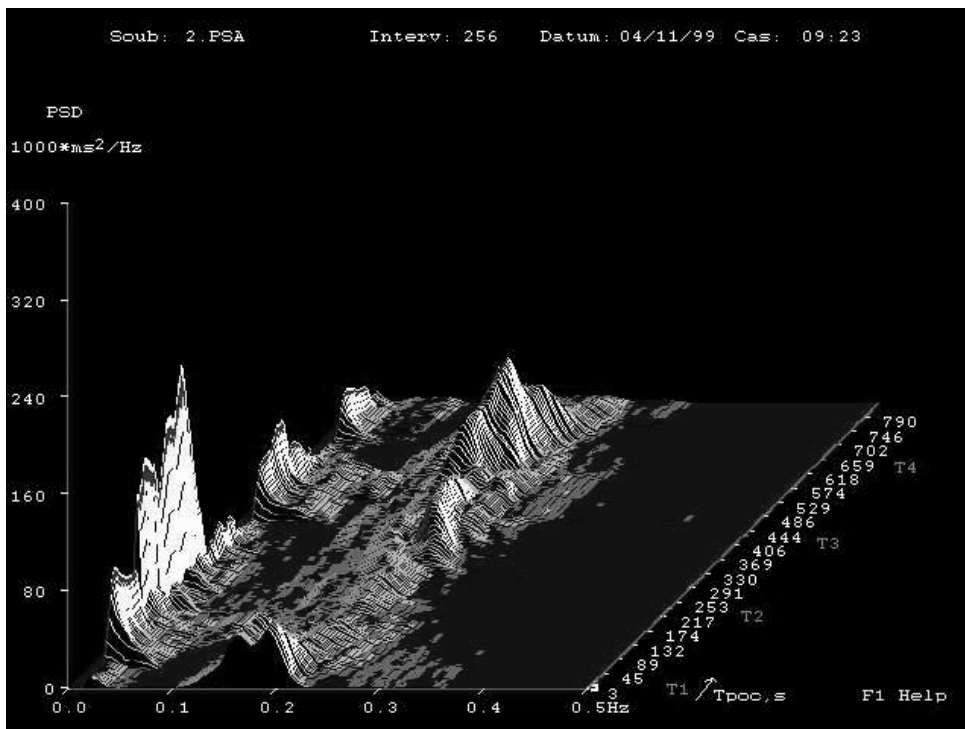 Soub: 2.PSA Interv: 256 Datum: 04/11/99 Cas: 09:23
PSD
1000*ms²/Hz
400
320
240
160
80
0
0.0 0.1 0.2 0.3 0.4 0.5Hz
790
746
702
659 T4
618
574
529
486
444 T3
406
369
330
291
253 T2
217
174
132
89
45
3 T1 Tpoc,s F1 Help